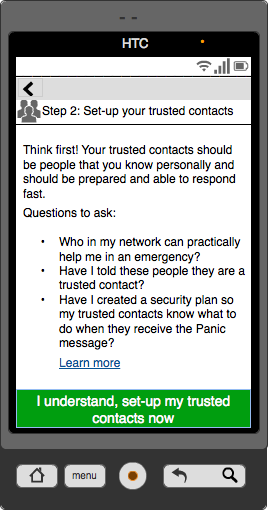 HTC
Step 2: Set-up your trusted contacts
Think first! Your trusted contacts should
be people that you know personally and
should be prepared and able to respond
fast.
Questions to ask:
• Who in my network can practically
help me in an emergency?
• Have I told these people they are a
trusted contact?
• Have I created a security plan so
my trusted contacts know what to
do when they receive the Panic
message?
Learn more
I understand, set-up my trusted
contacts now
menu